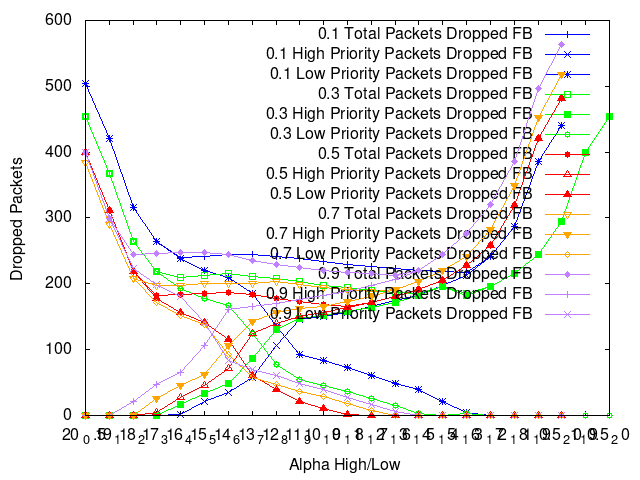 600
500
400
300
200
100
0
Dropped Packets
0.1 Total Packets Dropped FB
0.1 High Priority Packets Dropped FB
0.1 Low Priority Packets Dropped FB
0.3 Total Packets Dropped FB
0.3 High Priority Packets Dropped FB
0.3 Low Priority Packets Dropped FB
0.5 Total Packets Dropped FB
0.5 High Priority Packets Dropped FB
0.5 Low Priority Packets Dropped FB
0.7 Total Packets Dropped FB
0.7 High Priority Packets Dropped FB
0.7 Low Priority Packets Dropped FB
0.9 Total Packets Dropped FB
0.9 High Priority Packets Dropped FB
0.9 Low Priority Packets Dropped FB
Alpha High/Low